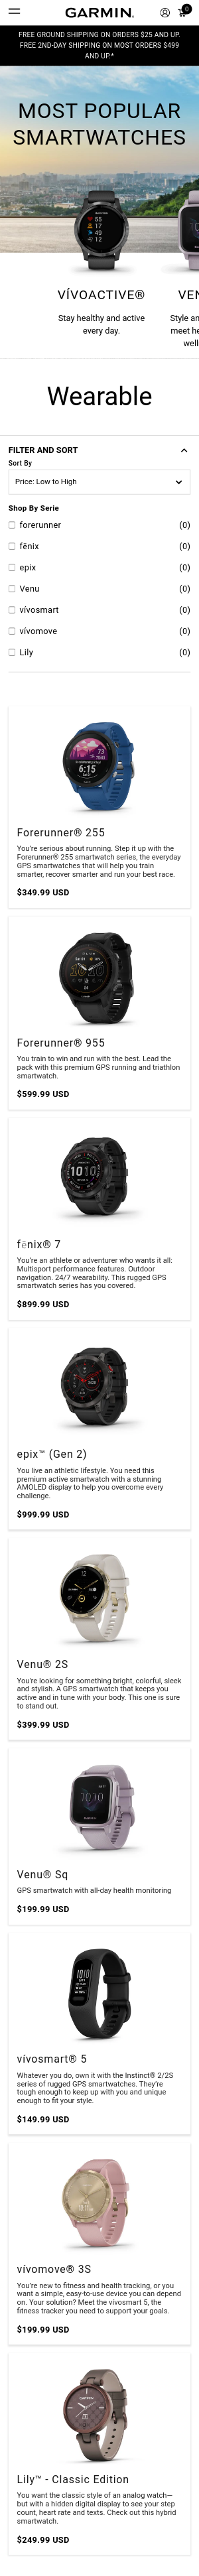 GARMIN.
0
FREE GROUND SHIPPING ON ORDERS $25 AND UP.
FREE 2ND-DAY SHIPPING ON MOST ORDERS $499
AND UP.*
MOST POPULAR
SMARTWATCHES
VÍVOACTIVE®
VEN
Stay healthy and active
every day.
Style an
meet he
well
Wearable
FILTER AND SORT
Sort By
Price: Low to High
Shop By Serie
forerunner (0)
fēnix (0)
epix (0)
Venu (0)
vívosmart (0)
vívomove (0)
Lily (0)
6:15
Forerunner® 255
You're serious about running. Step it up with the
Forerunner® 255 smartwatch series, the everyday
GPS smartwatches that will help you train
smarter, recover smarter and run your best race.
$349.99 USD
Forerunner® 955
You train to win and run with the best. Lead the
pack with this premium GPS running and triathlon
smartwatch.
$599.99 USD
10:10
fēnix® 7
You're an athlete or adventurer who wants it all:
Multisport performance features. Outdoor
navigation. 24/7 wearability. This rugged GPS
smartwatch series has you covered.
$899.99 USD
epix™ (Gen 2)
You live an athletic lifestyle. You need this
premium active smartwatch with a stunning
AMOLED display to help you overcome every
challenge.
$999.99 USD
Venu® 2S
You're looking for something bright, colorful, sleek
and stylish. A GPS smartwatch that keeps you
active and in tune with your body. This one is sure
to stand out.
$399.99 USD
Venu® Sq
GPS smartwatch with all-day health monitoring
$199.99 USD
vívosmart® 5
Whatever you do, own it with the Instinct® 2/2S
series of rugged GPS smartwatches. They're
tough enough to keep up with you and unique
enough to fit your style.
$149.99 USD
vívomove® 3S
You're new to fitness and health tracking, or you
want a simple, easy-to-use device you can depend
on. Your solution? Meet the vívosmart 5, the
fitness tracker you need to support your goals.
$199.99 USD
Lily™ - Classic Edition
You want the classic style of an analog watch—
but with a hidden digital display to see your step
count, heart rate and texts. Check out this hybrid
smartwatch.
$249.99 USD